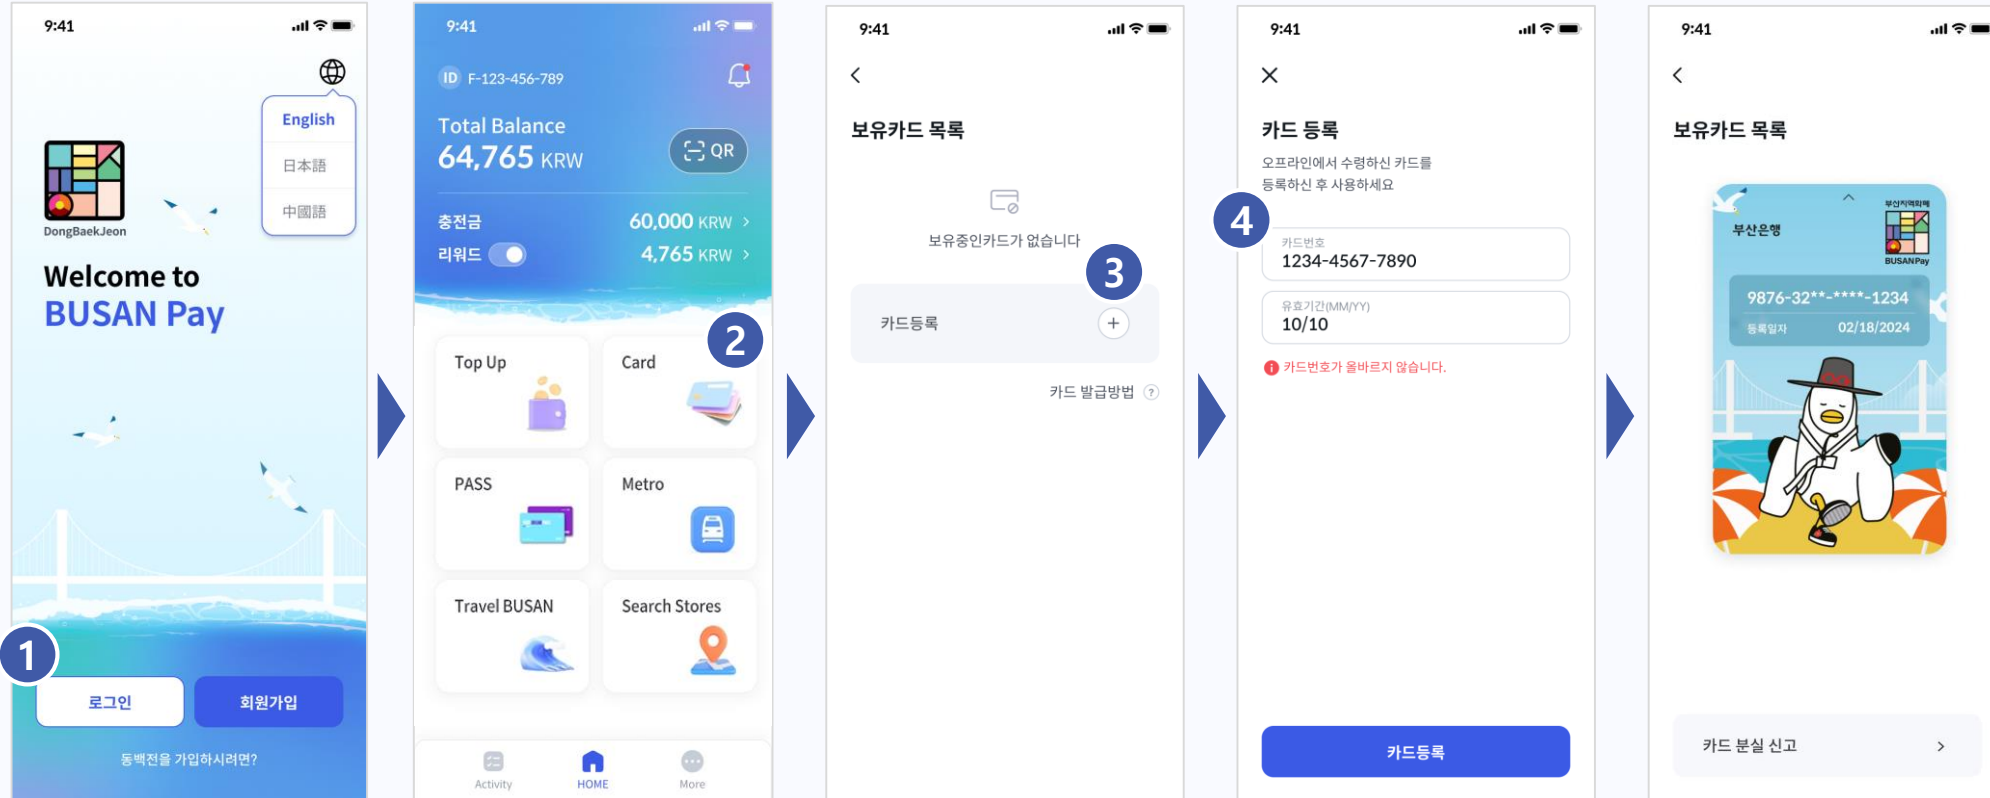 9:41
English
日本語
中國語
DongBaekJeon
Welcome to
BUSAN Pay
1
로그인
회원가입
동백전을 가입하시려면?
9:41
ID F-123-456-789
Total Balance
64,765 KRW
QR
충전금 60,000 KRW >
리워드 4,765 KRW >
2
Top Up
Card
PASS
Metro
Travel BUSAN
Search Stores
Activity
HOME
More
9:41
보유카드 목록
보유중인카드가 없습니다
3
카드등록 +
카드 발급방법 ?
9:41
카드 등록
오프라인에서 수령하신 카드를
등록하신 후 사용하세요
4
카드번호
1234-4567-7890
유효기간(MM/YY)
10/10
카드번호가 올바르지 않습니다.
카드등록
9:41
보유카드 목록
부산지역화폐
부산은행
BUSAN Pay
9876-32**-****-1234
등록일자 02/18/2024
카드 분실 신고 >